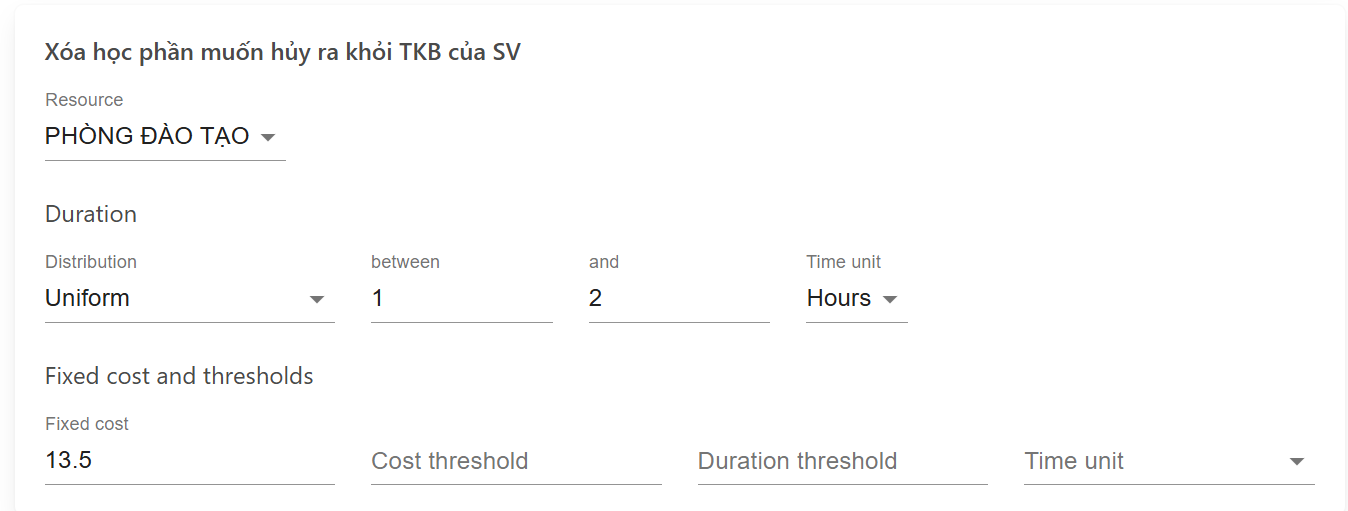 Xóa học phần muốn hủy ra khỏi TKB của SV
Resource
PHÒNG ĐÀO TẠO
Duration
Distribution between and Time unit
Uniform 1 2 Hours
Fixed cost and thresholds
Fixed cost
13.5 Cost threshold Duration threshold Time unit